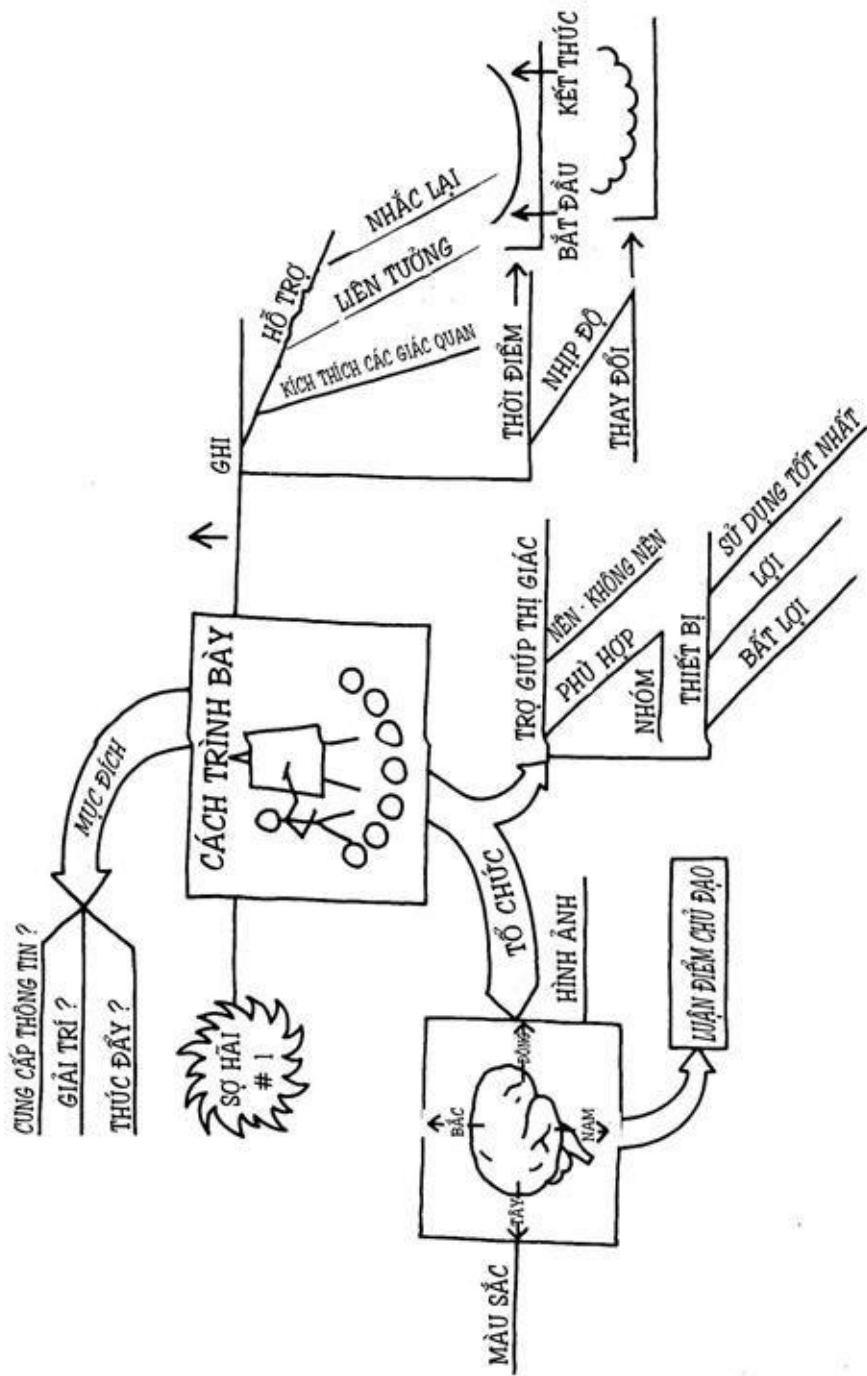 CUNG CẤP THÔNG TIN ?
GIẢI TRÍ ?
THÚC ĐẨY ?
MỤC ĐÍCH
SỢ HÃI
# 1
CÁCH TRÌNH BÀY
GHI
HỖ TRỢ
KÍCH THÍCH CÁC GIÁC QUAN
LIÊN TƯỞNG
NHẮC LẠI
THỜI ĐIỂM
BẮT ĐẦU
KẾT THÚC
NHỊP ĐỘ
THAY ĐỔI
TỔ CHỨC
MÀU SẮC
BẮC
TÂY
ĐÔNG
NAM
HÌNH ẢNH
LUẬN ĐIỂM CHỦ ĐẠO
TRỢ GIÚP THỊ GIÁC
NÊN - KHÔNG NÊN
PHÙ HỢP
NHÓM
THIẾT BỊ
SỬ DỤNG TỐT NHẤT
LỢI
BẤT LỢI